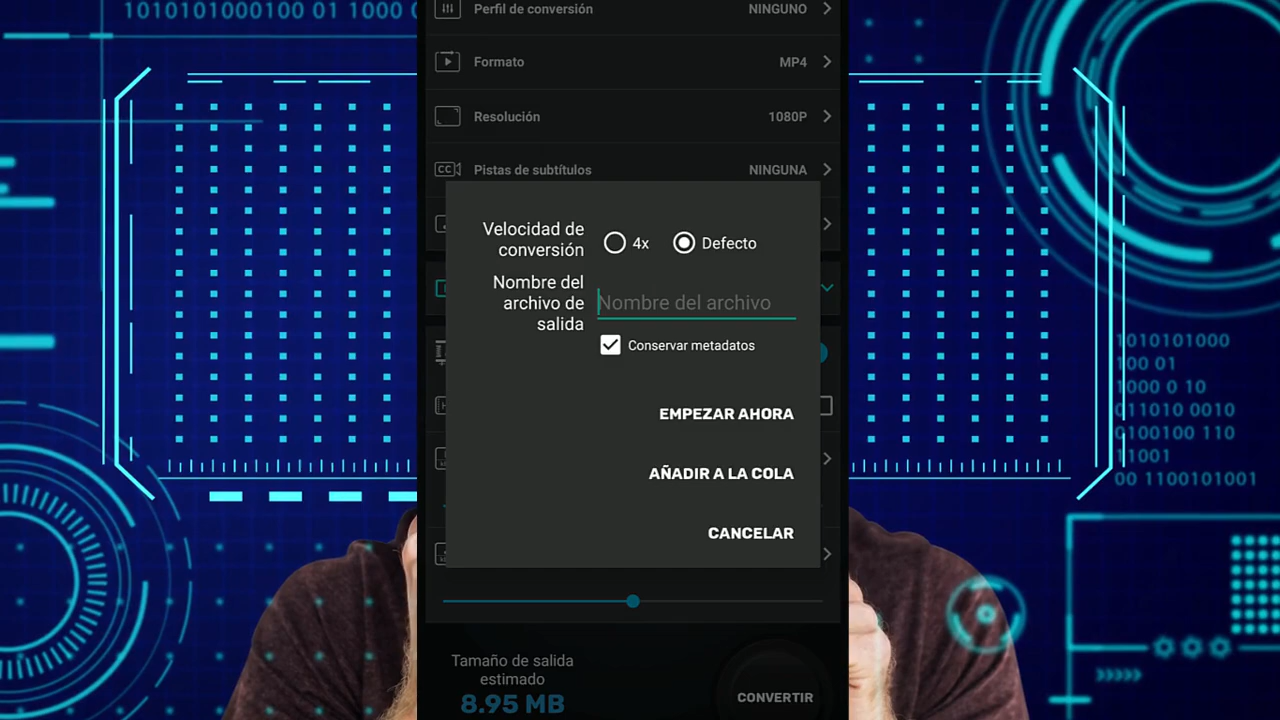 1010101000100 01 1000 0
Perfil de conversión NINGUNO
Formato MP4
Resolución 1080P
Pistas de subtítulos NINGUNA
Velocidad de
conversión
4x Defecto
Nombre del
archivo de
salida
Nombre del archivo
Conservar metadatos
EMPEZAR AHORA
AÑADIR A LA COLA
CANCELAR
Tamaño de salida
estimado
8.95 MB
CONVERTIR
1010101000
100 01
1000 0 10
011010 0010
0100100 110
11001
00 1100101001